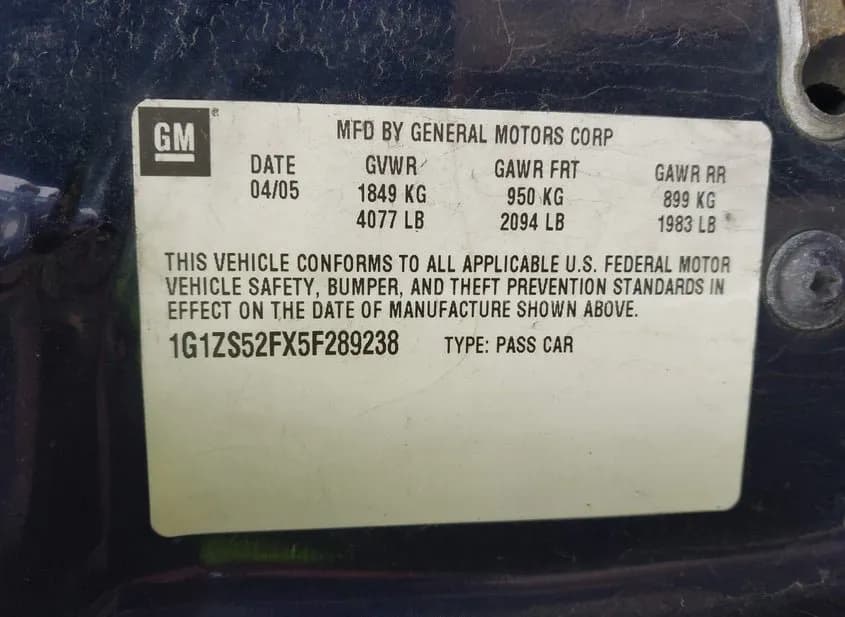 GM®
MFD BY GENERAL MOTORS CORP
DATE GVWR GAWR FRT GAWR RR
04/05 1849 KG 950 KG 899 KG
4077 LB 2094 LB 1983 LB
THIS VEHICLE CONFORMS TO ALL APPLICABLE U.S. FEDERAL MOTOR
VEHICLE SAFETY, BUMPER, AND THEFT PREVENTION STANDARDS IN
EFFECT ON THE DATE OF MANUFACTURE SHOWN ABOVE.
1G1ZS52FX5F289238 TYPE: PASS CAR